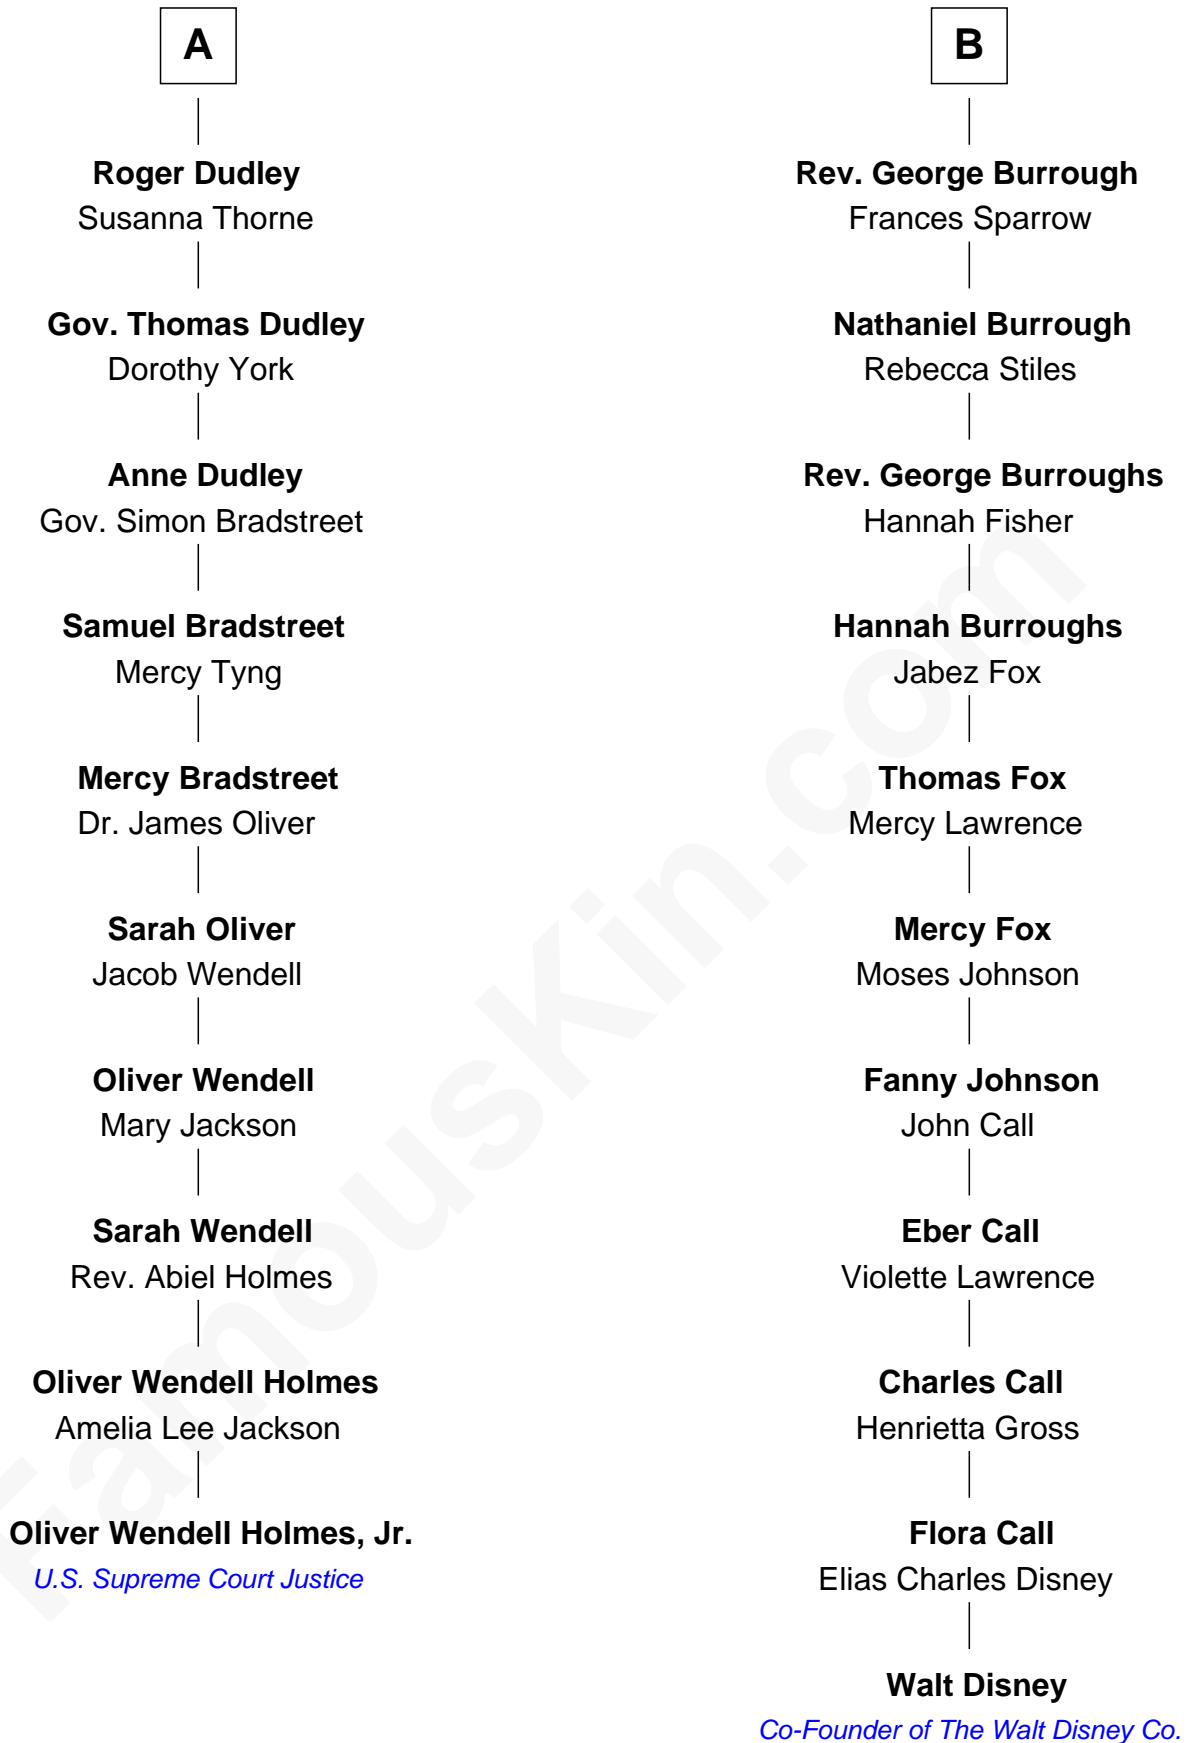 A
Roger Dudley
Susanna Thorne
Gov. Thomas Dudley
Dorothy York
Anne Dudley
Gov. Simon Bradstreet
Samuel Bradstreet
Mercy Tyng
Mercy Bradstreet
Dr. James Oliver
Sarah Oliver
Jacob Wendell
Oliver Wendell
Mary Jackson
Sarah Wendell
Rev. Abiel Holmes
Oliver Wendell Holmes
Amelia Lee Jackson
Oliver Wendell Holmes, Jr.
U.S. Supreme Court Justice
B
Rev. George Burrough
Frances Sparrow
Nathaniel Burrough
Rebecca Stiles
Rev. George Burroughs
Hannah Fisher
Hannah Burroughs
Jabez Fox
Thomas Fox
Mercy Lawrence
Mercy Fox
Moses Johnson
Fanny Johnson
John Call
Eber Call
Violette Lawrence
Charles Call
Henrietta Gross
Flora Call
Elias Charles Disney
Walt Disney
Co-Founder of The Walt Disney Co.
FamousKin.com